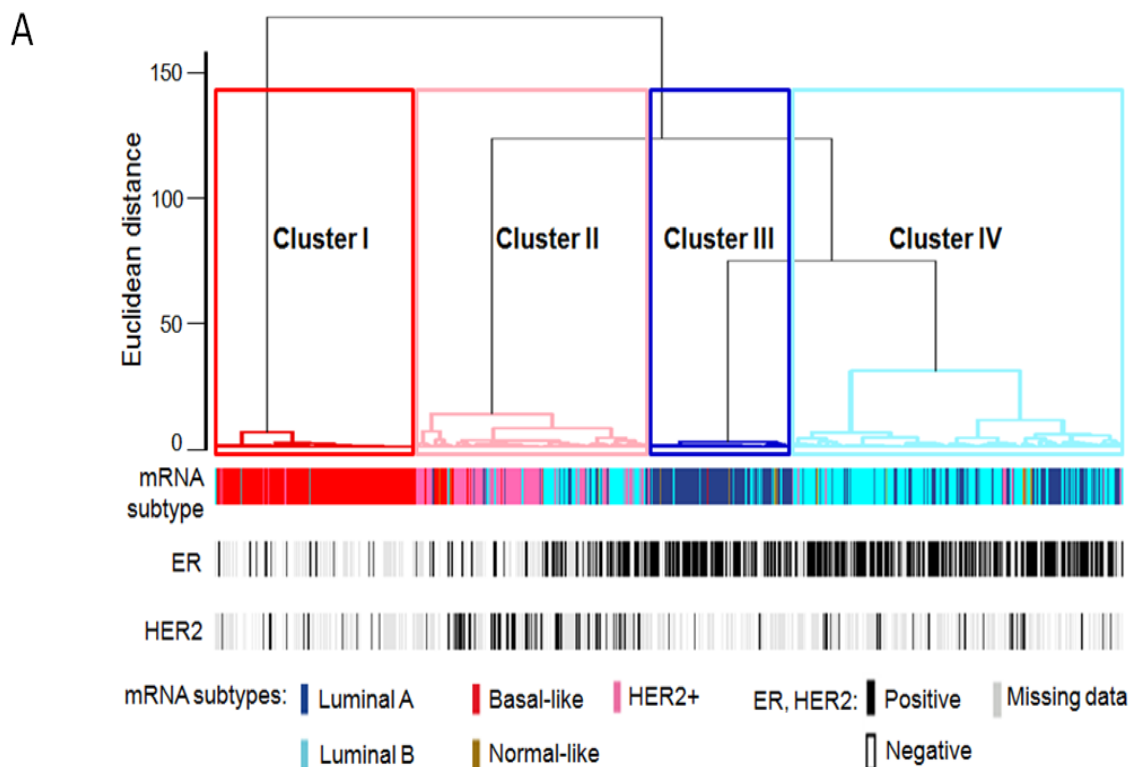 A
150
100
50
0
Euclidean distance
Cluster I
Cluster II
Cluster III
Cluster IV
mRNA
subtype
ER
HER2
mRNA subtypes: Luminal A Basal-like HER2+ ER, HER2: Positive Missing data
Luminal B Normal-like Negative